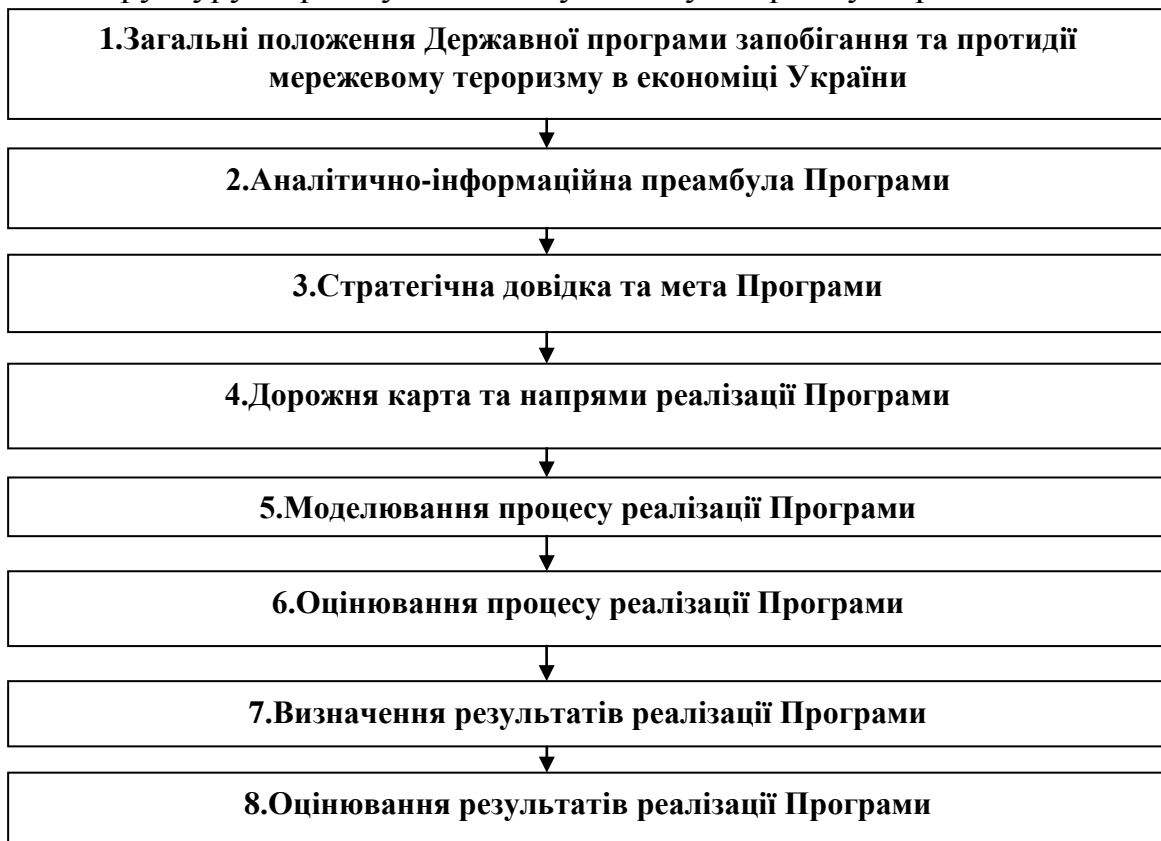 1.Загальні положення Державної програми запобігання та протидії
мережевому тероризму в економіці України
2.Аналітично-інформаційна преамбула Програми
3.Стратегічна довідка та мета Програми
4.Дорожня карта та напрями реалізації Програми
5.Моделювання процесу реалізації Програми
6.Оцінювання процесу реалізації Програми
7.Визначення результатів реалізації Програми
8.Оцінювання результатів реалізації Програми